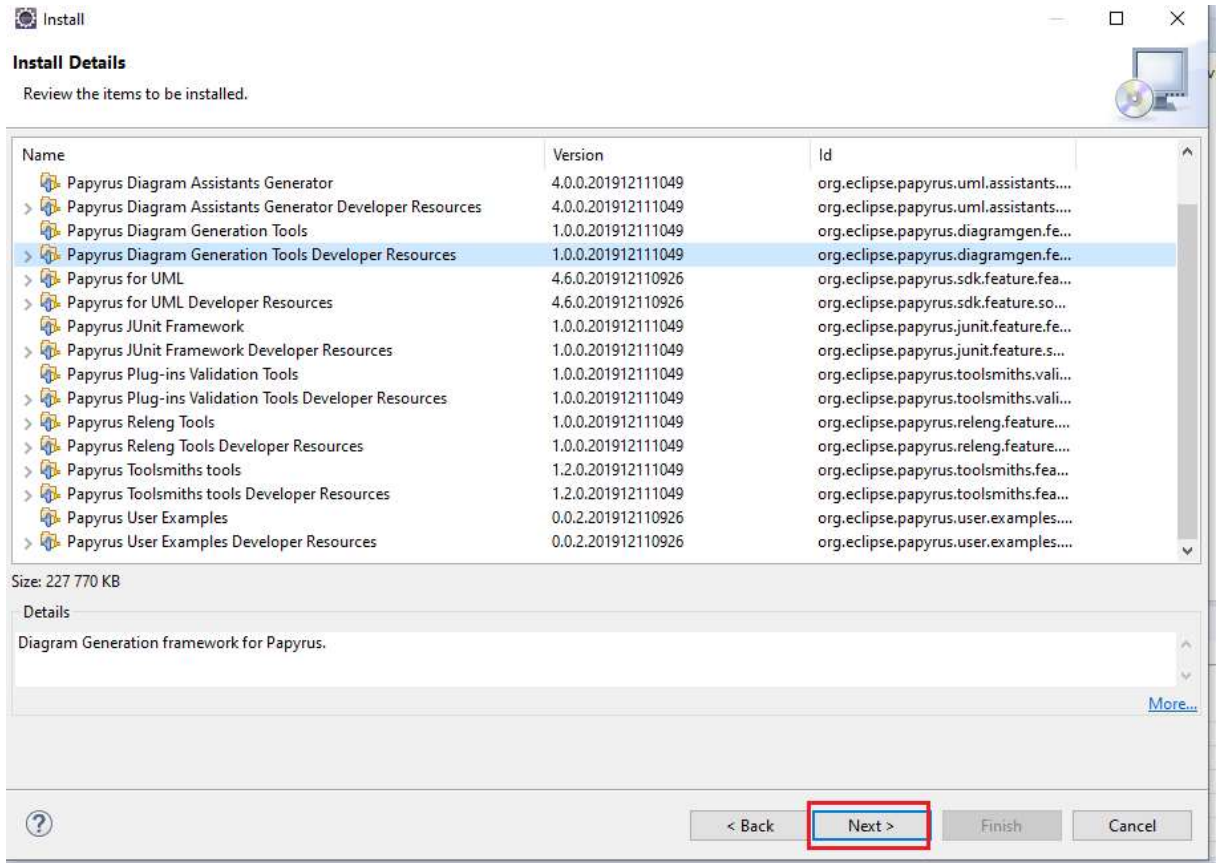 Install
Install Details
Review the items to be installed.
Name Version Id
Papyrus Diagram Assistants Generator 4.0.0.201912111049 org.eclipse.papyrus.uml.assistants....
Papyrus Diagram Assistants Generator Developer Resources 4.0.0.201912111049 org.eclipse.papyrus.uml.assistants....
Papyrus Diagram Generation Tools 1.0.0.201912111049 org.eclipse.papyrus.diagramgen.fe...
Papyrus Diagram Generation Tools Developer Resources 1.0.0.201912111049 org.eclipse.papyrus.diagramgen.fe...
Papyrus for UML 4.6.0.201912110926 org.eclipse.papyrus.sdk.feature.fea...
Papyrus for UML Developer Resources 4.6.0.201912110926 org.eclipse.papyrus.sdk.feature.so...
Papyrus JUnit Framework 1.0.0.201912111049 org.eclipse.papyrus.junit.feature.fe...
Papyrus JUnit Framework Developer Resources 1.0.0.201912111049 org.eclipse.papyrus.junit.feature.s...
Papyrus Plug-ins Validation Tools 1.0.0.201912111049 org.eclipse.papyrus.toolsmiths.vali...
Papyrus Plug-ins Validation Tools Developer Resources 1.0.0.201912111049 org.eclipse.papyrus.toolsmiths.vali...
Papyrus Releng Tools 1.0.0.201912111049 org.eclipse.papyrus.releng.feature....
Papyrus Releng Tools Developer Resources 1.0.0.201912111049 org.eclipse.papyrus.releng.feature....
Papyrus Toolsmiths tools 1.2.0.201912111049 org.eclipse.papyrus.toolsmiths.fea...
Papyrus Toolsmiths tools Developer Resources 1.2.0.201912111049 org.eclipse.papyrus.toolsmiths.fea...
Papyrus User Examples 0.0.2.201912110926 org.eclipse.papyrus.user.examples....
Papyrus User Examples Developer Resources 0.0.2.201912110926 org.eclipse.papyrus.user.examples....
Size: 227 770 KB
Details
Diagram Generation framework for Papyrus.
More...
< Back Next > Finish Cancel